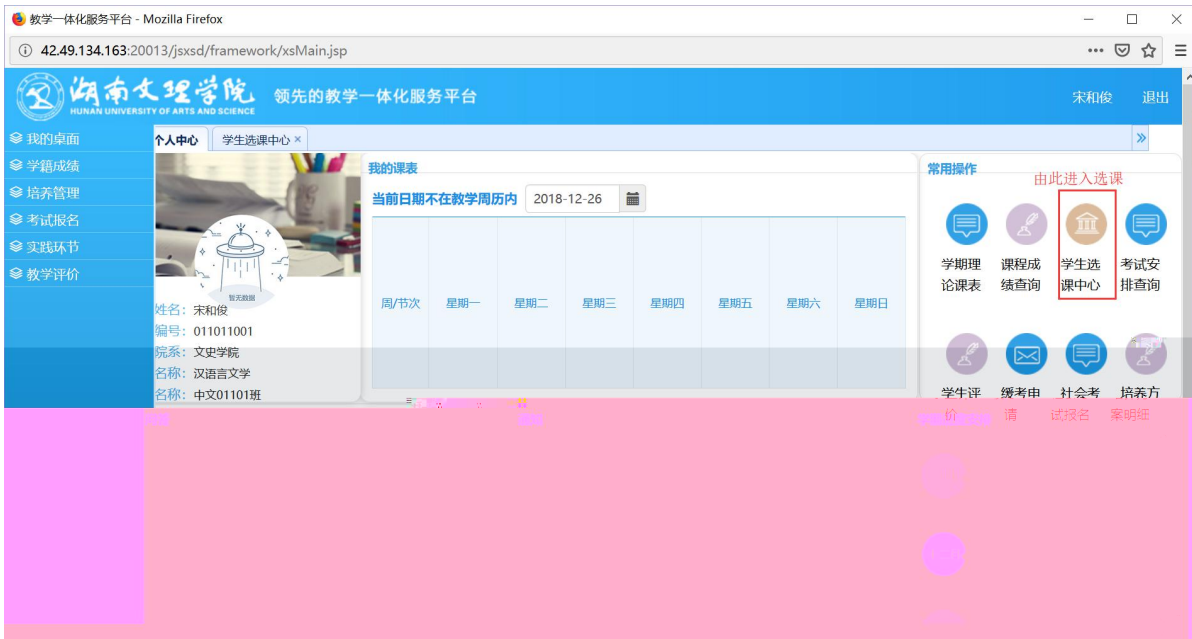 教学一体化服务平台 - Mozilla Firefox
42.49.134.163:20013/jsxsd/framework/xsMain.jsp
湖南文理学院
HUNAN UNIVERSITY OF ARTS AND SCIENCE
领先的教学一体化服务平台
宋和俊 退出
我的桌面
学籍成绩
培养管理
考试报名
实践环节
教学评价
个人中心 学生选课中心 ×
暂无数据
姓名：宋和俊
编号：011011001
院系：文史学院
名称：汉语言文学
名称：中文01101班
我的课表
当前日期不在教学周历内 2018-12-26
周/节次 星期一 星期二 星期三 星期四 星期五 星期六 星期日
常用操作
由此进入选课
学期理论课表
课程成绩查询
学生选课中心
考试安排查询
学生评价
缓考申请
社会考试报名
培养方案明细